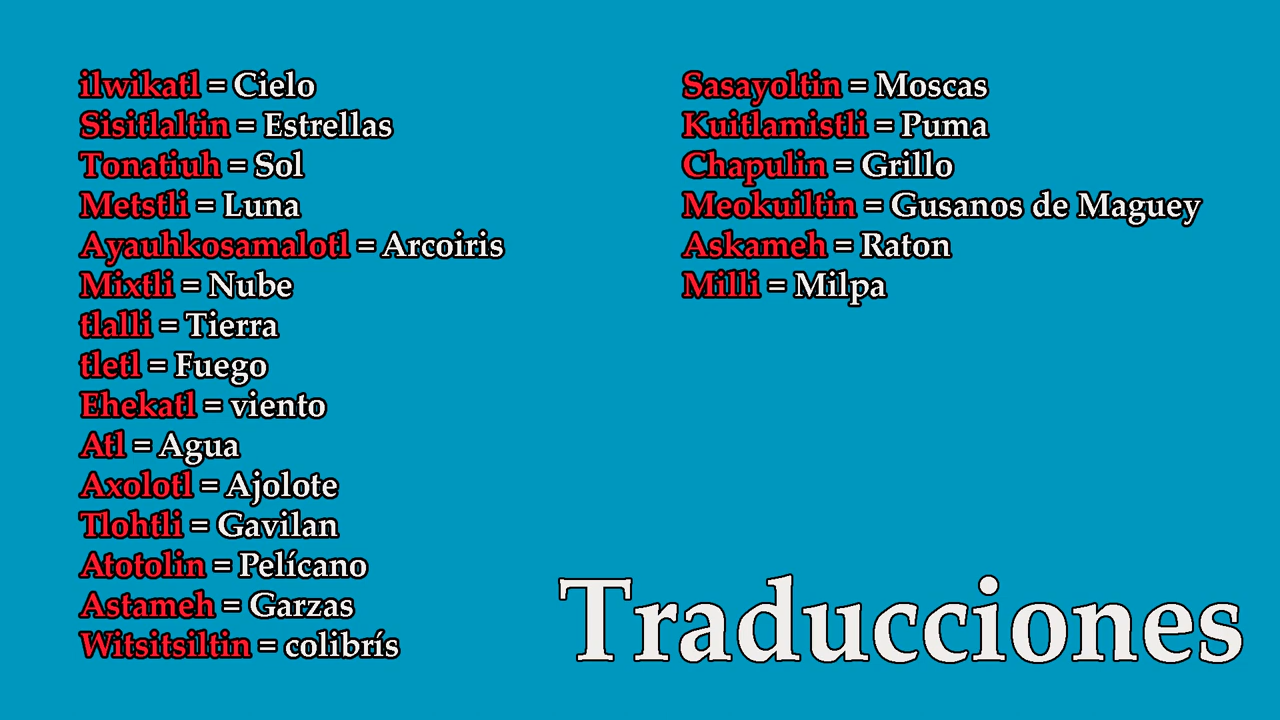 ilwikatl = Cielo
Sisitlaltin = Estrellas
Tonatiuh = Sol
Metstli = Luna
Ayauhkosamalotl = Arcoiris
Mixtli = Nube
tlalli = Tierra
tletl = Fuego
Ehekatl = viento
Atl = Agua
Axolotl = Ajolote
Tlohtli = Gavilan
Atotolin = Pelícano
Astameh = Garzas
Witsitsiltin = colibrís
Sasayoltin = Moscas
Kuitlamistli = Puma
Chapulin = Grillo
Meokuiltin = Gusanos de Maguey
Askameh = Raton
Milli = Milpa
Traducciones